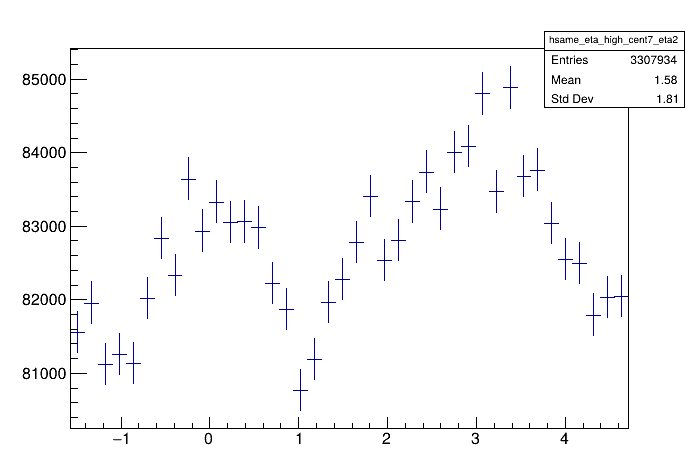 hsame_eta_high_cent7_eta2
Entries 3307934
Mean 1.58
Std Dev 1.81
85000
84000
83000
82000
81000
−1 0 1 2 3 4